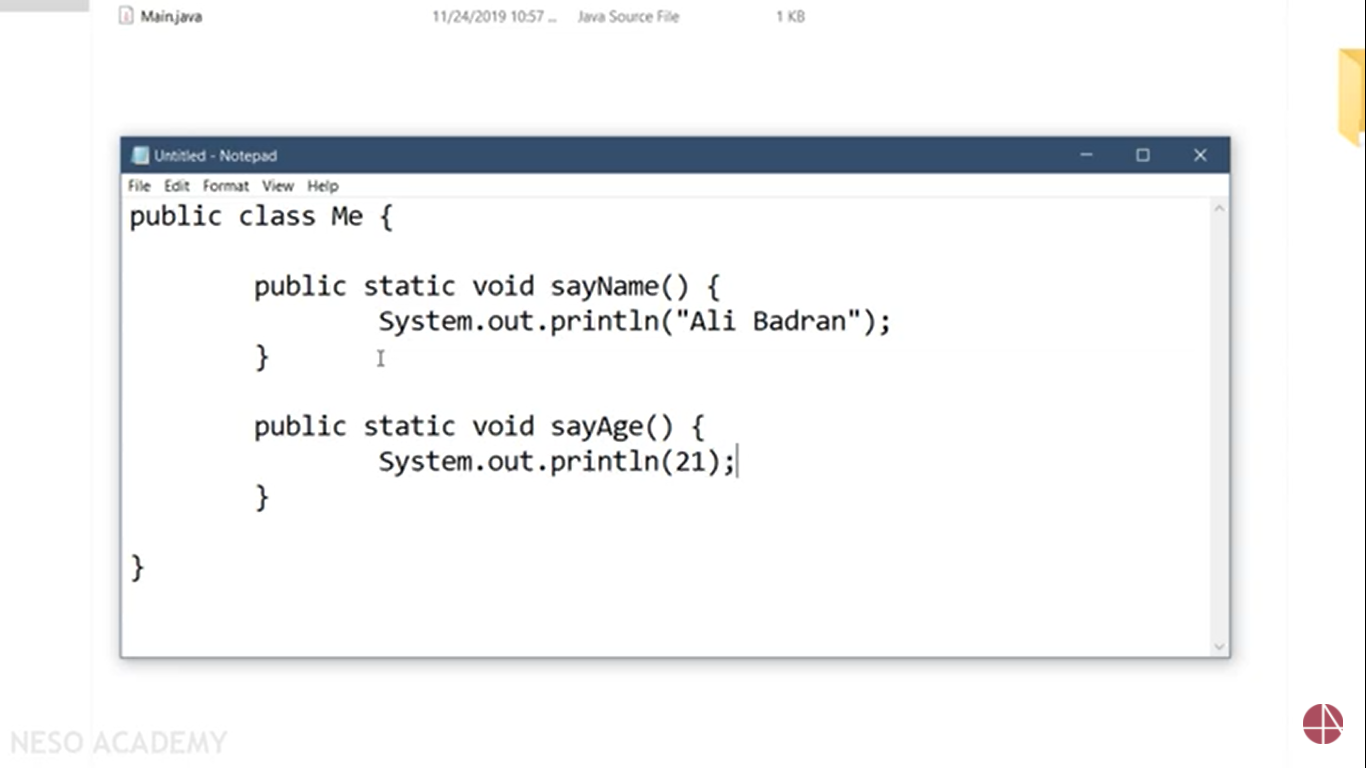 Main.java 11/24/2019 10:57 ... Java Source File 1 KB
Untitled - Notepad
File Edit Format View Help
public class Me {
public static void sayName() {
System.out.println("Ali Badran");
}
public static void sayAge() {
System.out.println(21);
}
}
NESO ACADEMY